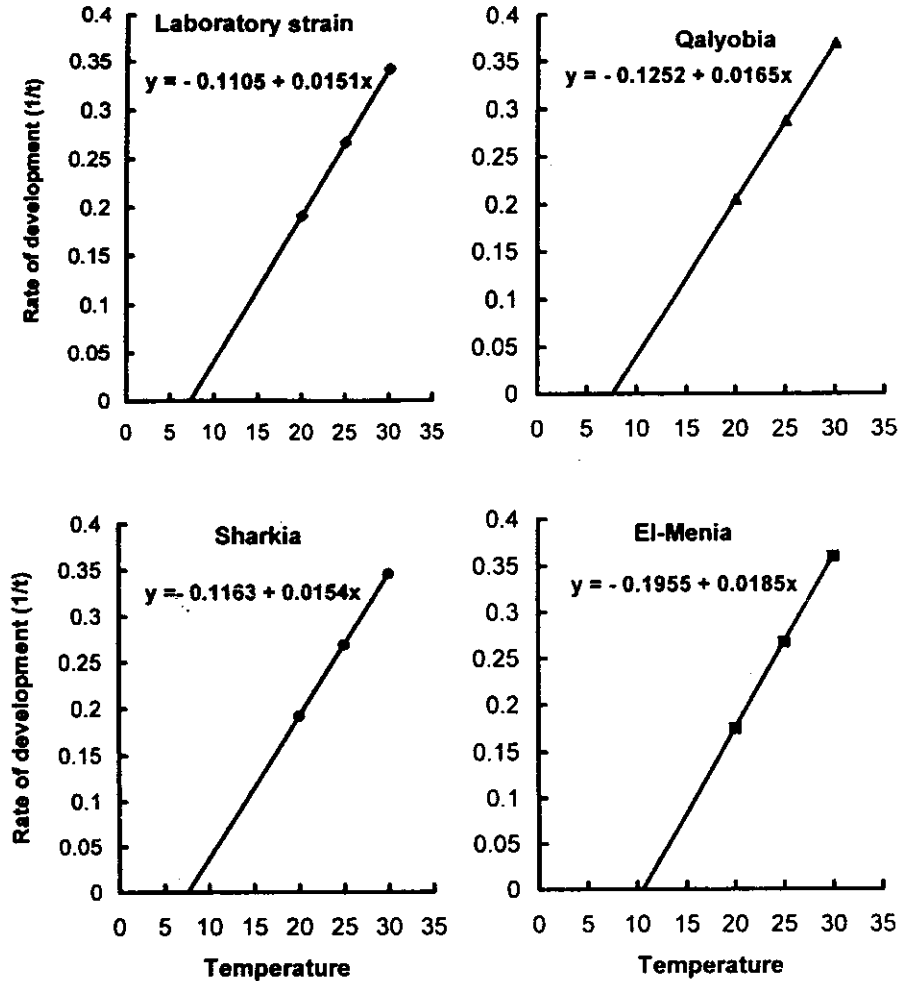 Laboratory strain
y = - 0.1105 + 0.0151x
Rate of development (1/t)
0.4
0.35
0.3
0.25
0.2
0.15
0.1
0.05
0
0 5 10 15 20 25 30 35
Qalyobia
y = - 0.1252 + 0.0165x
0.4
0.35
0.3
0.25
0.2
0.15
0.1
0.05
0
0 5 10 15 20 25 30 35
Sharkia
y =- 0.1163 + 0.0154x
Rate of development (1/t)
0.4
0.35
0.3
0.25
0.2
0.15
0.1
0.05
0
0 5 10 15 20 25 30 35
Temperature
El-Menia
y = - 0.1955 + 0.0185x
0.4
0.35
0.3
0.25
0.2
0.15
0.1
0.05
0
0 5 10 15 20 25 30 35
Temperature